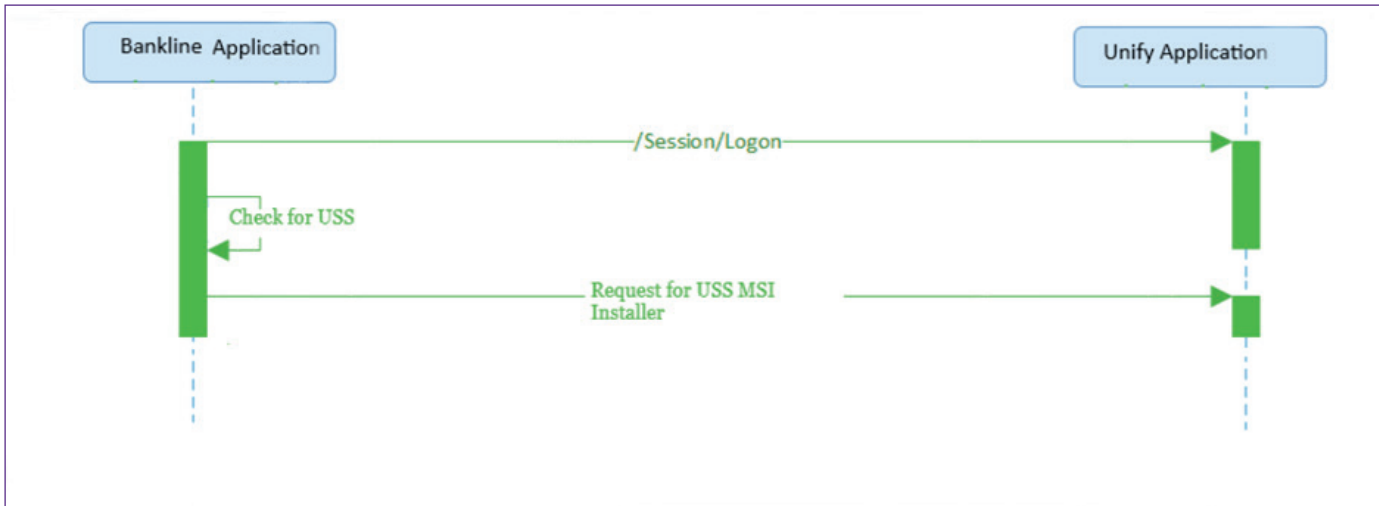 Bankline Application
Unify Application
/Session/Logon
Check for USS
Request for USS MSI
Installer